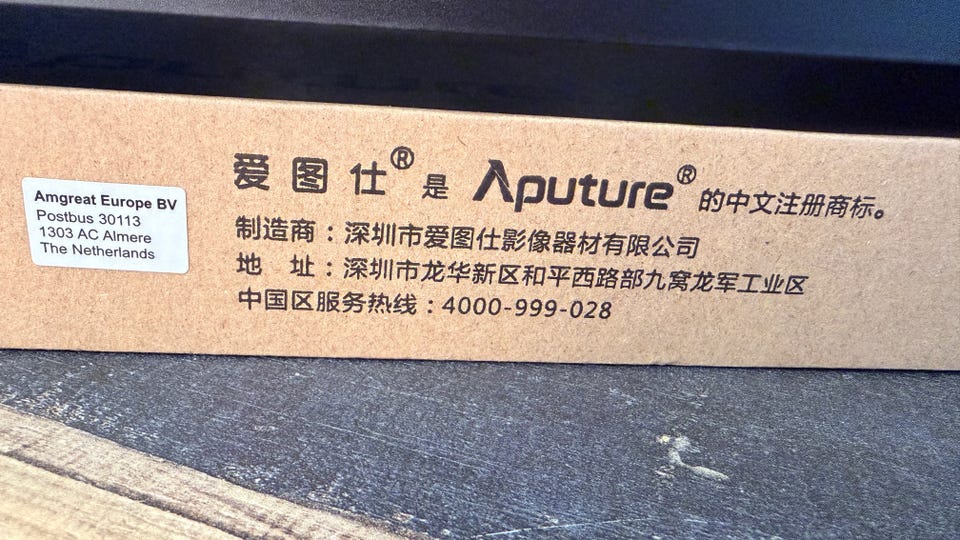 Amgreat Europe BV
Postbus 30113
1303 AC Almere
The Netherlands
爱图仕® 是 Aputure® 的中文注册商标。
制造商：深圳市爱图仕影像器材有限公司
地 址：深圳市龙华新区和平西路部九窝龙军工业区
中国区服务热线：4000-999-028